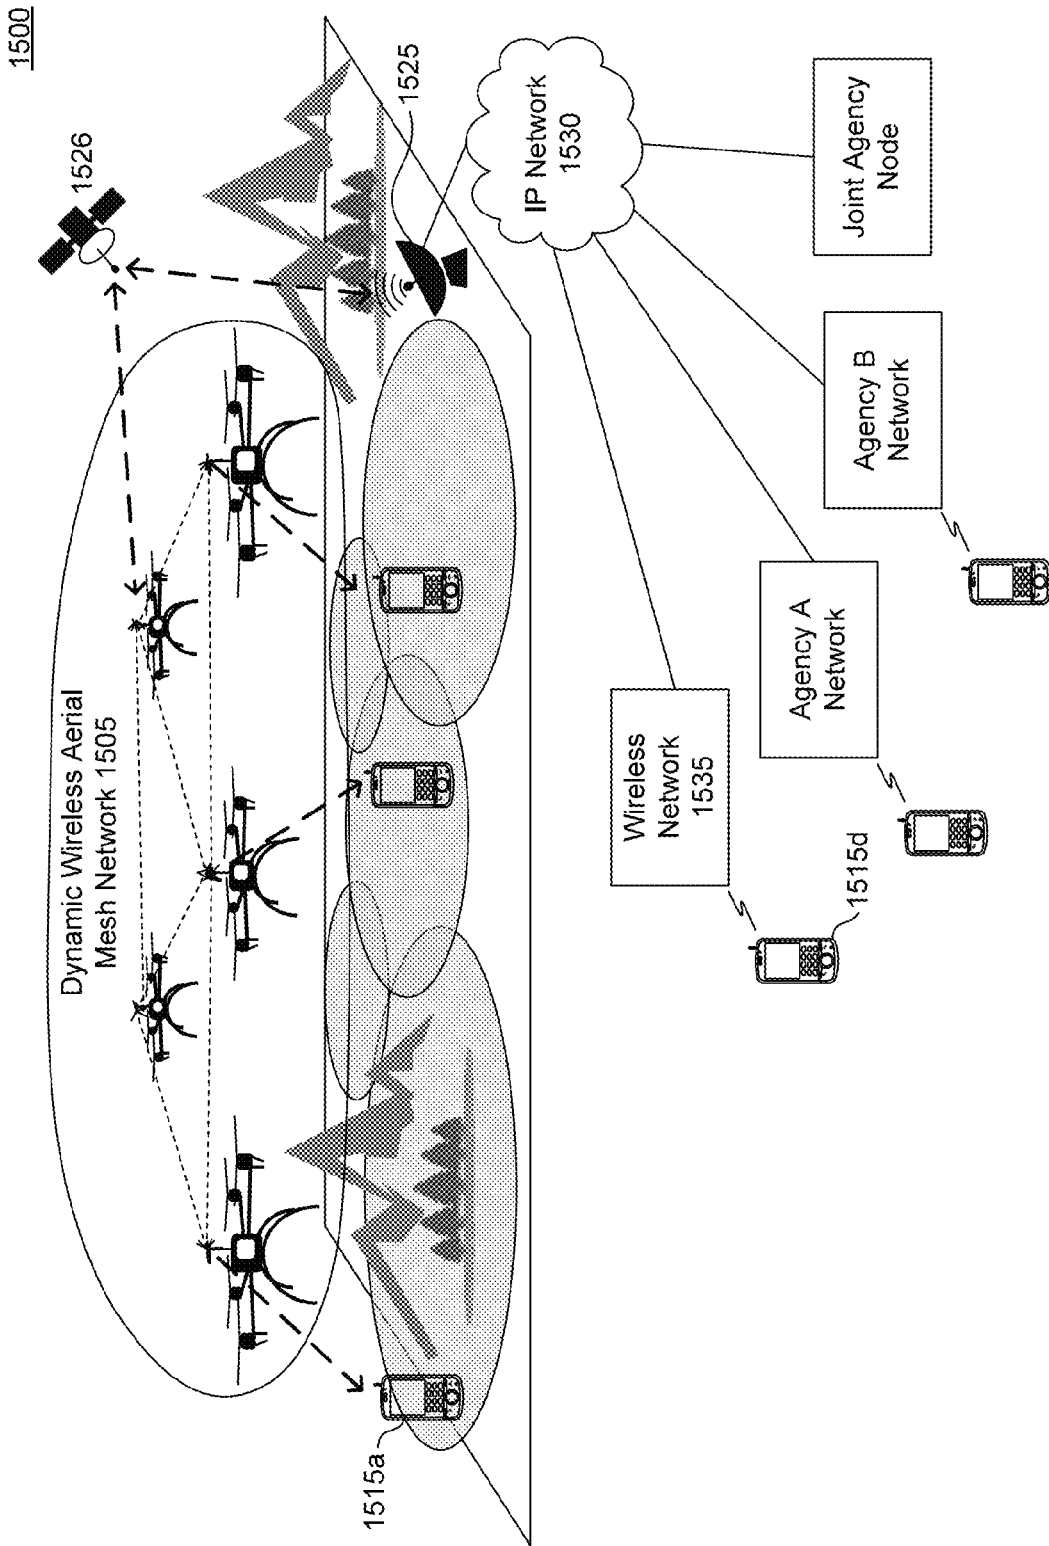 1500
1526
Dynamic Wireless Aerial
Mesh Network 1505
1525
1515a
IP Network
1530
Wireless
Network
1535
1515d
Agency A
Network
Agency B
Network
Joint Agency
Node